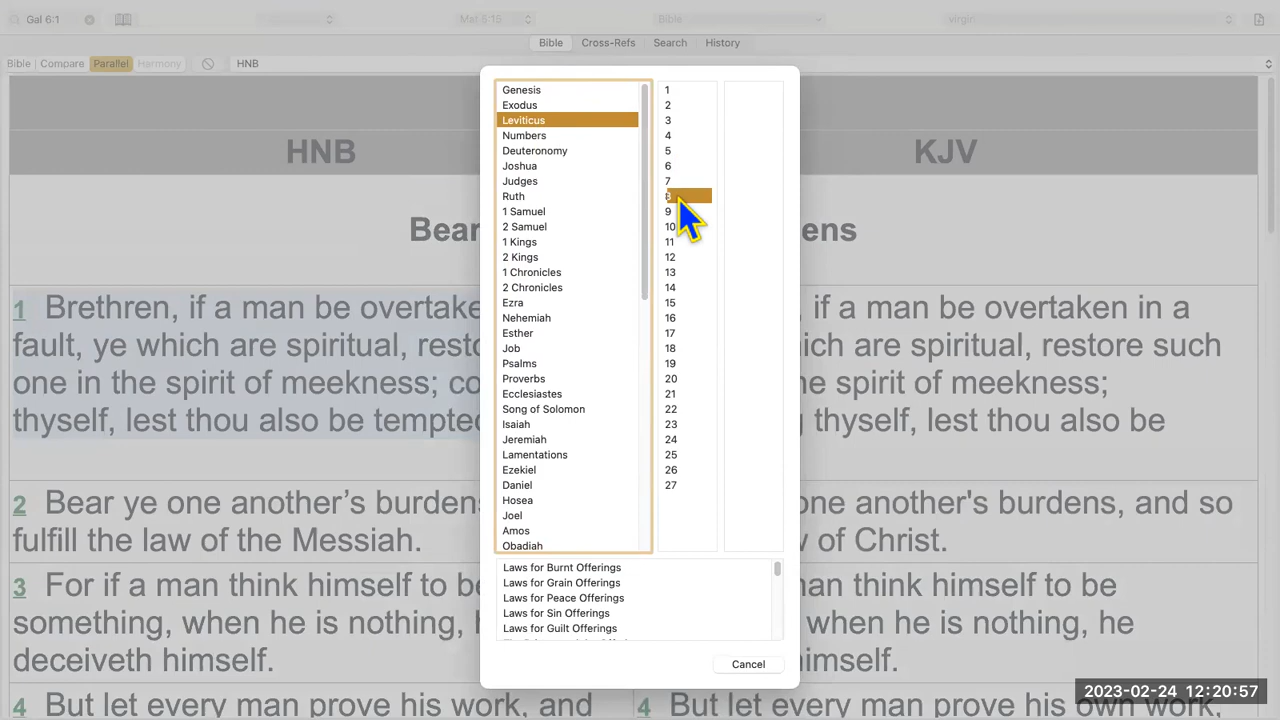 Gal 6:1
Mat 5:15
Bible
virgir
Bible Cross-Refs Search History
Bible Compare Parallel Harmony HNB
HNB KJV
Bear
ens
1 Brethren, if a man be overtake
fault, ye which are spiritual, resto
one in the spirit of meekness; co
thyself, lest thou also be tempted
, if a man be overtaken in a
ich are spiritual, restore such
e spirit of meekness;
g thyself, lest thou also be
2 Bear ye one another’s burdens
fulfill the law of the Messiah.
one another's burdens, and so
v of Christ.
3 For if a man think himself to be
something, when he is nothing, h
deceiveth himself.
man think himself to be
when he is nothing, he
imself.
4 But let every man prove his work, and
4 But let every man prove his own work,
Genesis
Exodus
Leviticus
Numbers
Deuteronomy
Joshua
Judges
Ruth
1 Samuel
2 Samuel
1 Kings
2 Kings
1 Chronicles
2 Chronicles
Ezra
Nehemiah
Esther
Job
Psalms
Proverbs
Ecclesiastes
Song of Solomon
Isaiah
Jeremiah
Lamentations
Ezekiel
Daniel
Hosea
Joel
Amos
Obadiah
1
2
3
4
5
6
7
8
9
10
11
12
13
14
15
16
17
18
19
20
21
22
23
24
25
26
27
Laws for Burnt Offerings
Laws for Grain Offerings
Laws for Peace Offerings
Laws for Sin Offerings
Laws for Guilt Offerings
Cancel
2023-02-24 12:20:57